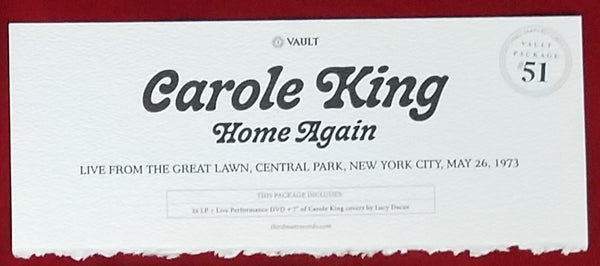 VAULT
VAULT
PACKAGE
#51
Carole King
Home Again
LIVE FROM THE GREAT LAWN, CENTRAL PARK, NEW YORK CITY, MAY 26, 1973
THIS PACKAGE INCLUDES:
2x LP + Live Performance DVD + 7" of Carole King covers by Lucy Dacus
thirdmanrecords.com